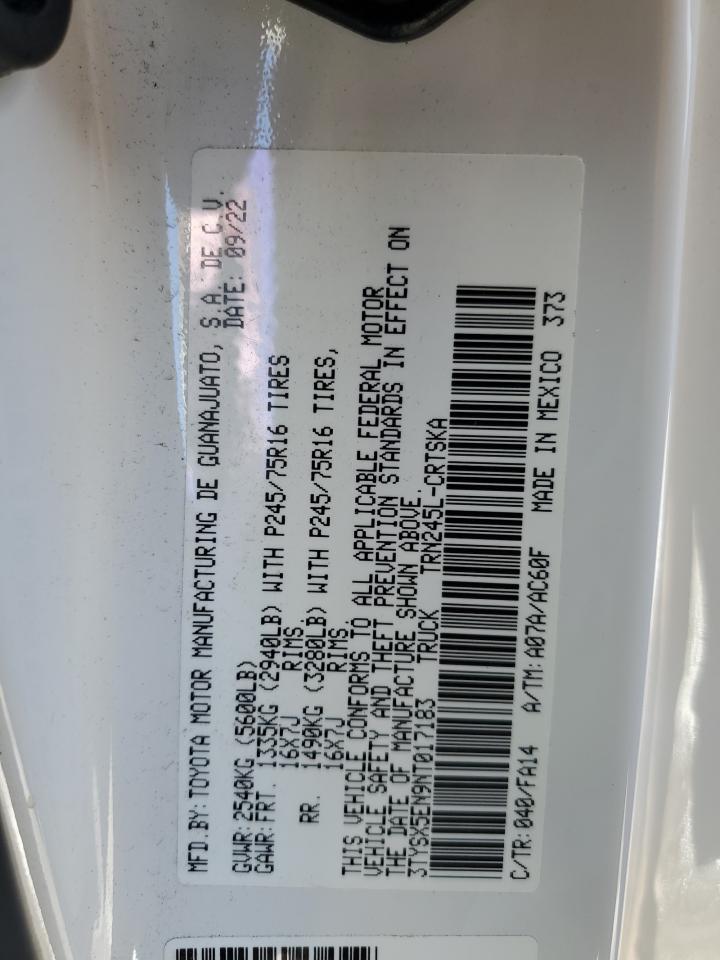 MFD.BY: TOYOTA MOTOR MANUFACTURING DE GUANAJUATO, S.A. DE C.V.
DATE: 09/22
GVWR: 2540KG (5600LB)
GAWR: FRT. 1335KG (2940LB) WITH P245/75R16 TIRES
16X7J RIMS,
RR. 1490KG (3280LB) WITH P245/75R16 TIRES,
16X7J RIMS.
THIS VEHICLE CONFORMS TO ALL APPLICABLE FEDERAL MOTOR
VEHICLE SAFETY AND THEFT PREVENTION STANDARDS IN EFFECT ON
THE DATE OF MANUFACTURE SHOWN ABOVE.
3TYSX5EN9NT017183 TRUCK TRN245L-CRTSKA
C/TR: 040/FA14 A/TM: A07A/AC60F MADE IN MEXICO 373